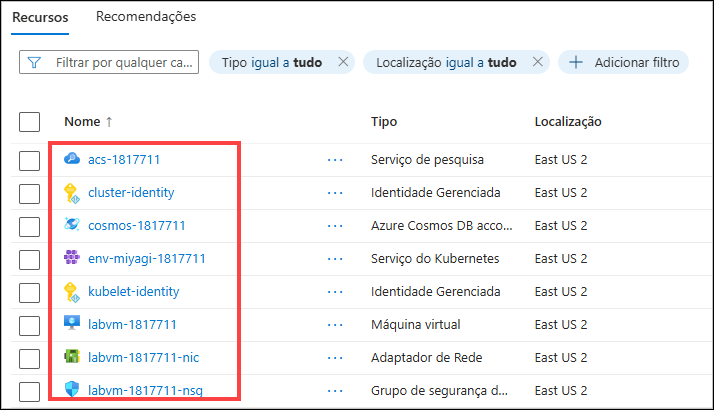 Recursos Recomendações
Filtrar por qualquer ca... Tipo igual a tudo Localização igual a tudo Adicionar filtro
Nome ↑ Tipo Localização
acs-1817711 ... Serviço de pesquisa East US 2
cluster-identity ... Identidade Gerenciada East US 2
cosmos-1817711 ... Azure Cosmos DB acco... East US 2
env-miyagi-1817711 ... Serviço do Kubernetes East US 2
kubelet-identity ... Identidade Gerenciada East US 2
labvm-1817711 ... Máquina virtual East US 2
labvm-1817711-nic ... Adaptador de Rede East US 2
labvm-1817711-nsg ... Grupo de segurança d... East US 2